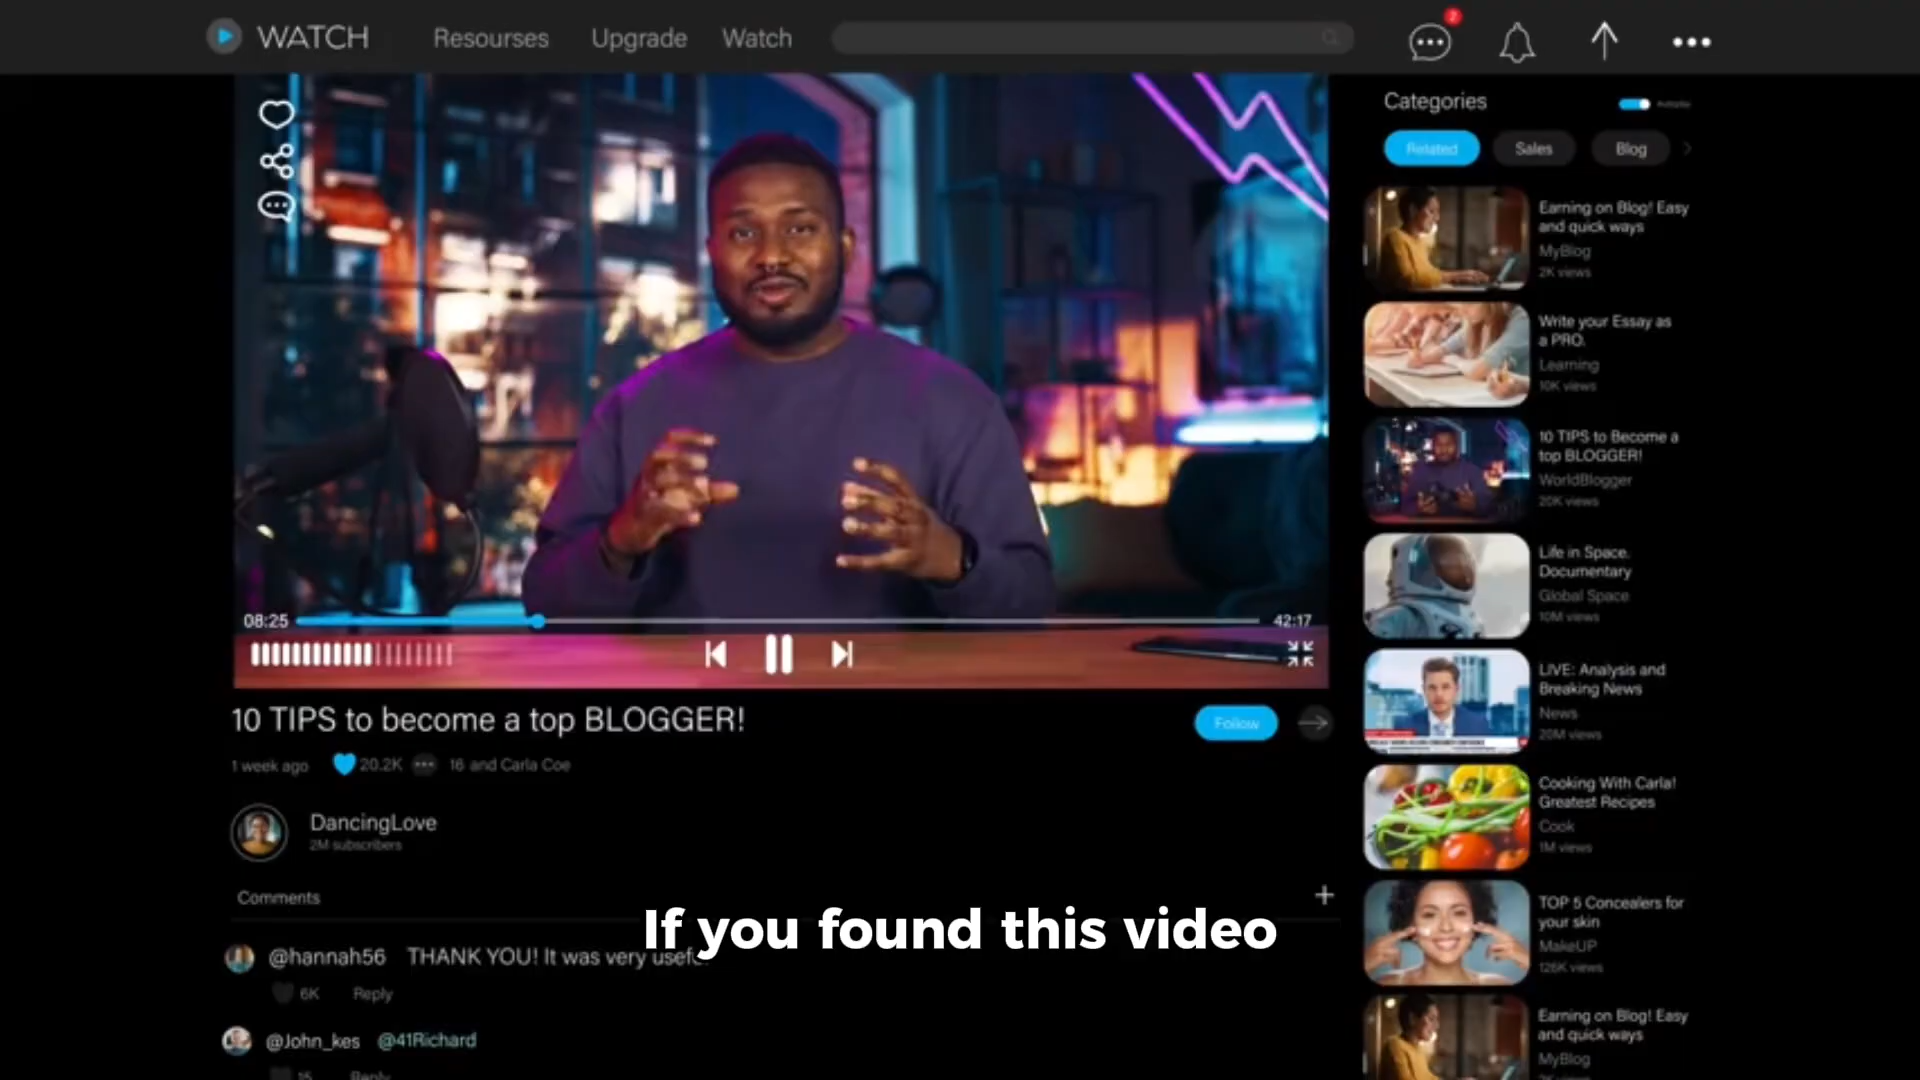 WATCH
Resourses
Upgrade
Watch
Categories
Related
Sales
Blog
Earning on Blog! Easy
and quick ways
MyBlog
2K views
Write your Essay as
a PRO.
Learning
10K views
10 TIPS to Become a
top BLOGGER!
WorldBlogger
20K views
Life in Space.
Documentary
Global Space
10M views
LIVE: Analysis and
Breaking News
News
20M views
Cooking With Carla!
Greatest Recipes
Cook
1M views
TOP 5 Concealers for
your skin
MakeUP
126K views
Earning on Blog! Easy
and quick ways
MyBlog
08:25
42:17
10 TIPS to become a top BLOGGER!
Follow
1 week ago
20.2K
16 and Carla Coe
DancingLove
2M subscribers
Comments
If you found this video
@hannah56 THANK YOU! It was very useful
6K Reply
@John_kes @41Richard
15 Reply